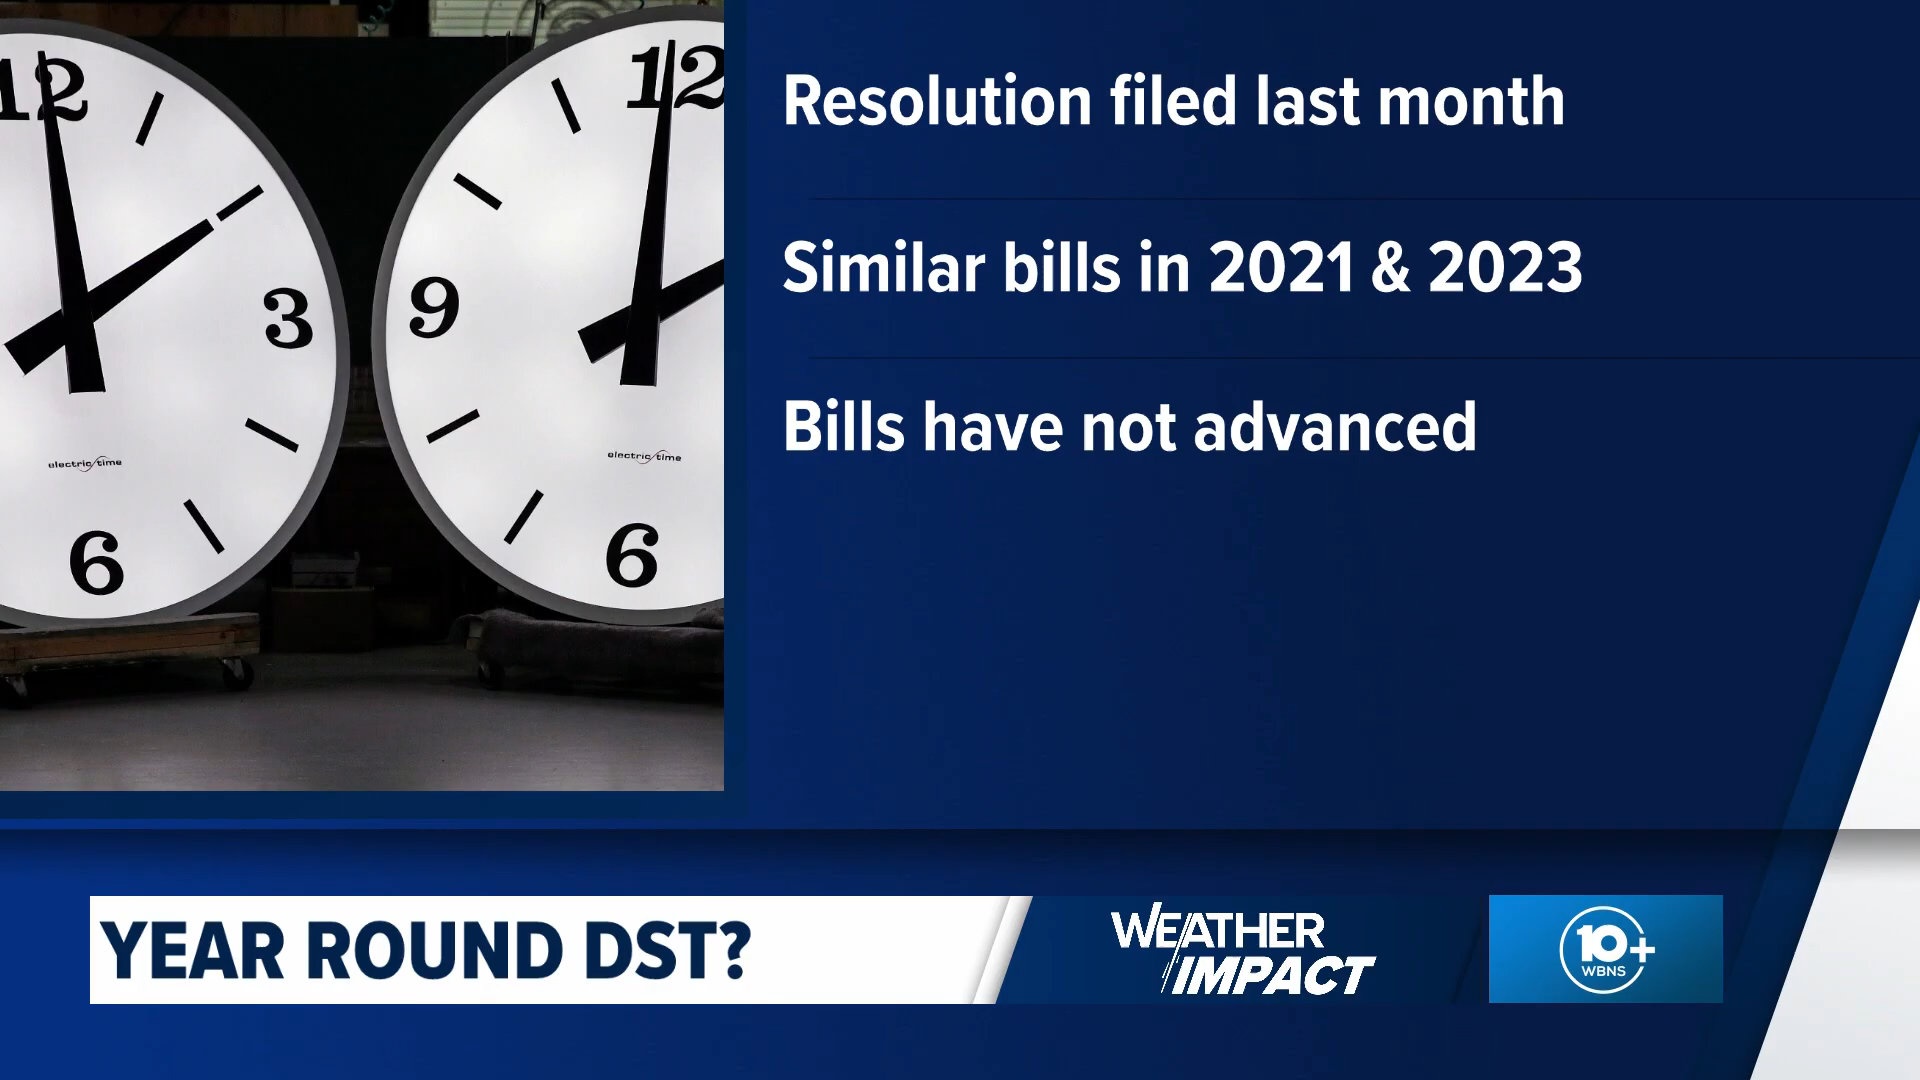 12
3
6
electric time
12
9
6
electric time
Resolution filed last month
Similar bills in 2021 & 2023
Bills have not advanced
YEAR ROUND DST?
WEATHER
IMPACT
10+
WBNS